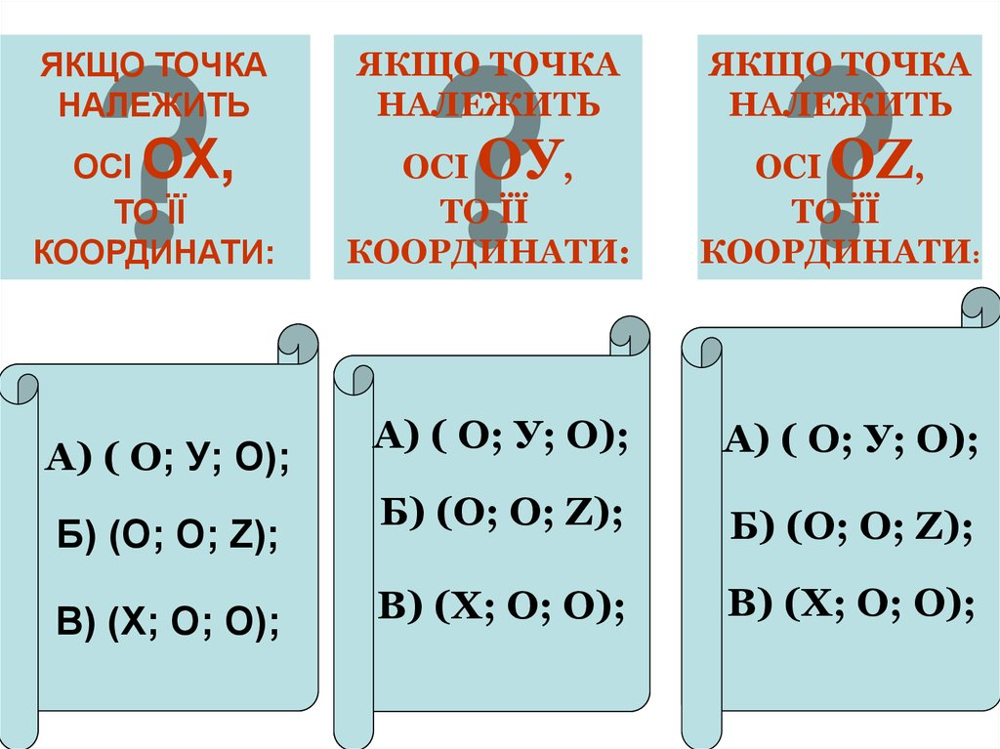 ЯКЩО ТОЧКА
НАЛЕЖИТЬ
ОСІ ОХ,
ТО ЇЇ
КООРДИНАТИ:
ЯКЩО ТОЧКА
НАЛЕЖИТЬ
ОСІ ОУ,
ТО ЇЇ
КООРДИНАТИ:
ЯКЩО ТОЧКА
НАЛЕЖИТЬ
ОСІ OZ,
ТО ЇЇ
КООРДИНАТИ:
А) ( О; У; О);
Б) (О; О; Z);
В) (Х; О; О);
А) ( О; У; О);
Б) (О; О; Z);
В) (Х; О; О);
А) ( О; У; О);
Б) (О; О; Z);
В) (Х; О; О);